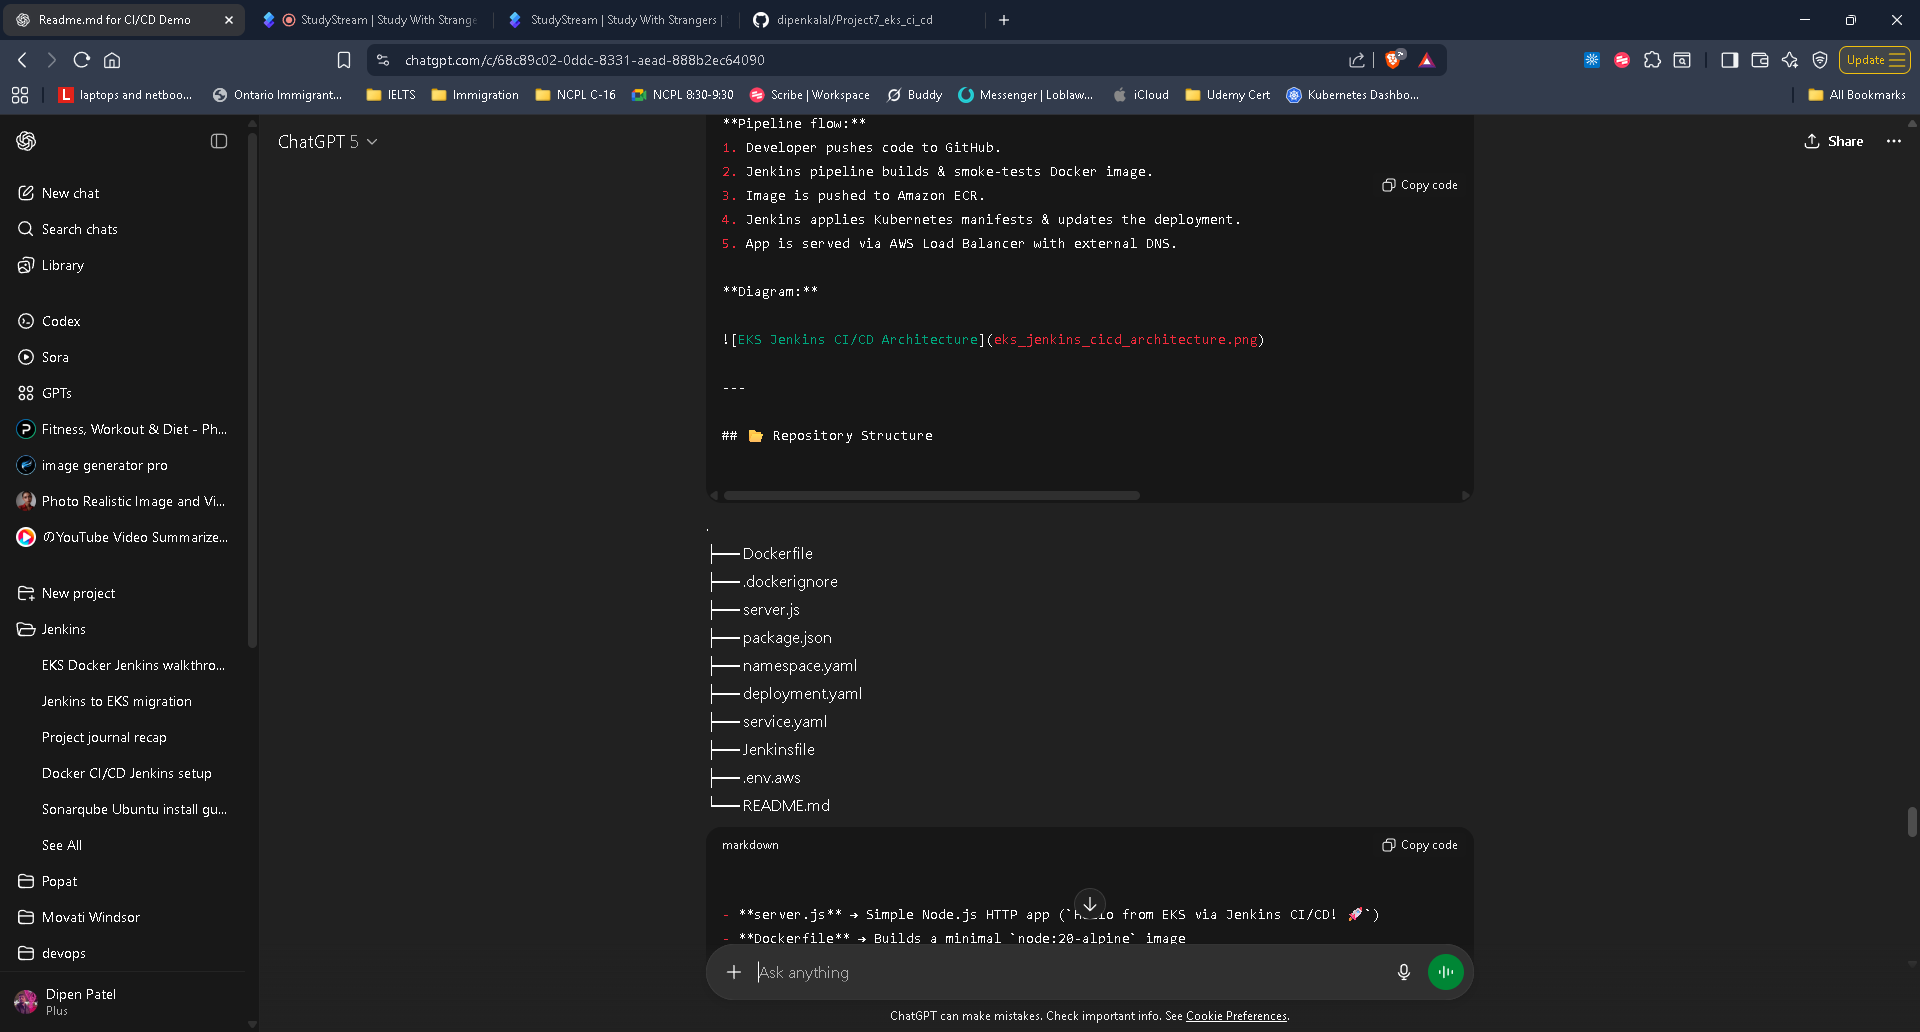 Readme.md for CI/CD Demo
StudyStream | Study With Strange
StudyStream | Study With Strangers |
dipenkalal/Project7_eks_ci_cd
chatgpt.com/c/68c89c02-0ddc-8331-aead-888b2ec64090
Update
laptops and netboo...
Ontario Immigrant...
IELTS
Immigration
NCPL C-16
NCPL 8:30-9:30
Scribe | Workspace
Buddy
Messenger | Loblaw...
iCloud
Udemy Cert
Kubernetes Dashbo...
All Bookmarks
ChatGPT 5
Share
New chat
Search chats
Library
Codex
Sora
GPTs
Fitness, Workout & Diet - Ph...
image generator pro
Photo Realistic Image and Vi...
のYouTube Video Summarize...
New project
Jenkins
EKS Docker Jenkins walkthro...
Jenkins to EKS migration
Project journal recap
Docker CI/CD Jenkins setup
Sonarqube Ubuntu install gu...
See All
Popat
Movati Windsor
devops
Dipen Patel
Plus
**Pipeline flow:**
1. Developer pushes code to GitHub.
2. Jenkins pipeline builds & smoke-tests Docker image.
Copy code
3. Image is pushed to Amazon ECR.
4. Jenkins applies Kubernetes manifests & updates the deployment.
5. App is served via AWS Load Balancer with external DNS.
**Diagram:**
![EKS Jenkins CI/CD Architecture](eks_jenkins_cicd_architecture.png)
---
## 📂 Repository Structure
.
├── Dockerfile
├── .dockerignore
├── server.js
├── package.json
├── namespace.yaml
├── deployment.yaml
├── service.yaml
├── Jenkinsfile
├── .env.aws
└── README.md
markdown
Copy code
- **server.js** → Simple Node.js HTTP app (`Hello from EKS via Jenkins CI/CD! 🚀`)
- **Dockerfile** → Builds a minimal `node:20-alpine` image
Ask anything
ChatGPT can make mistakes. Check important info. See Cookie Preferences.